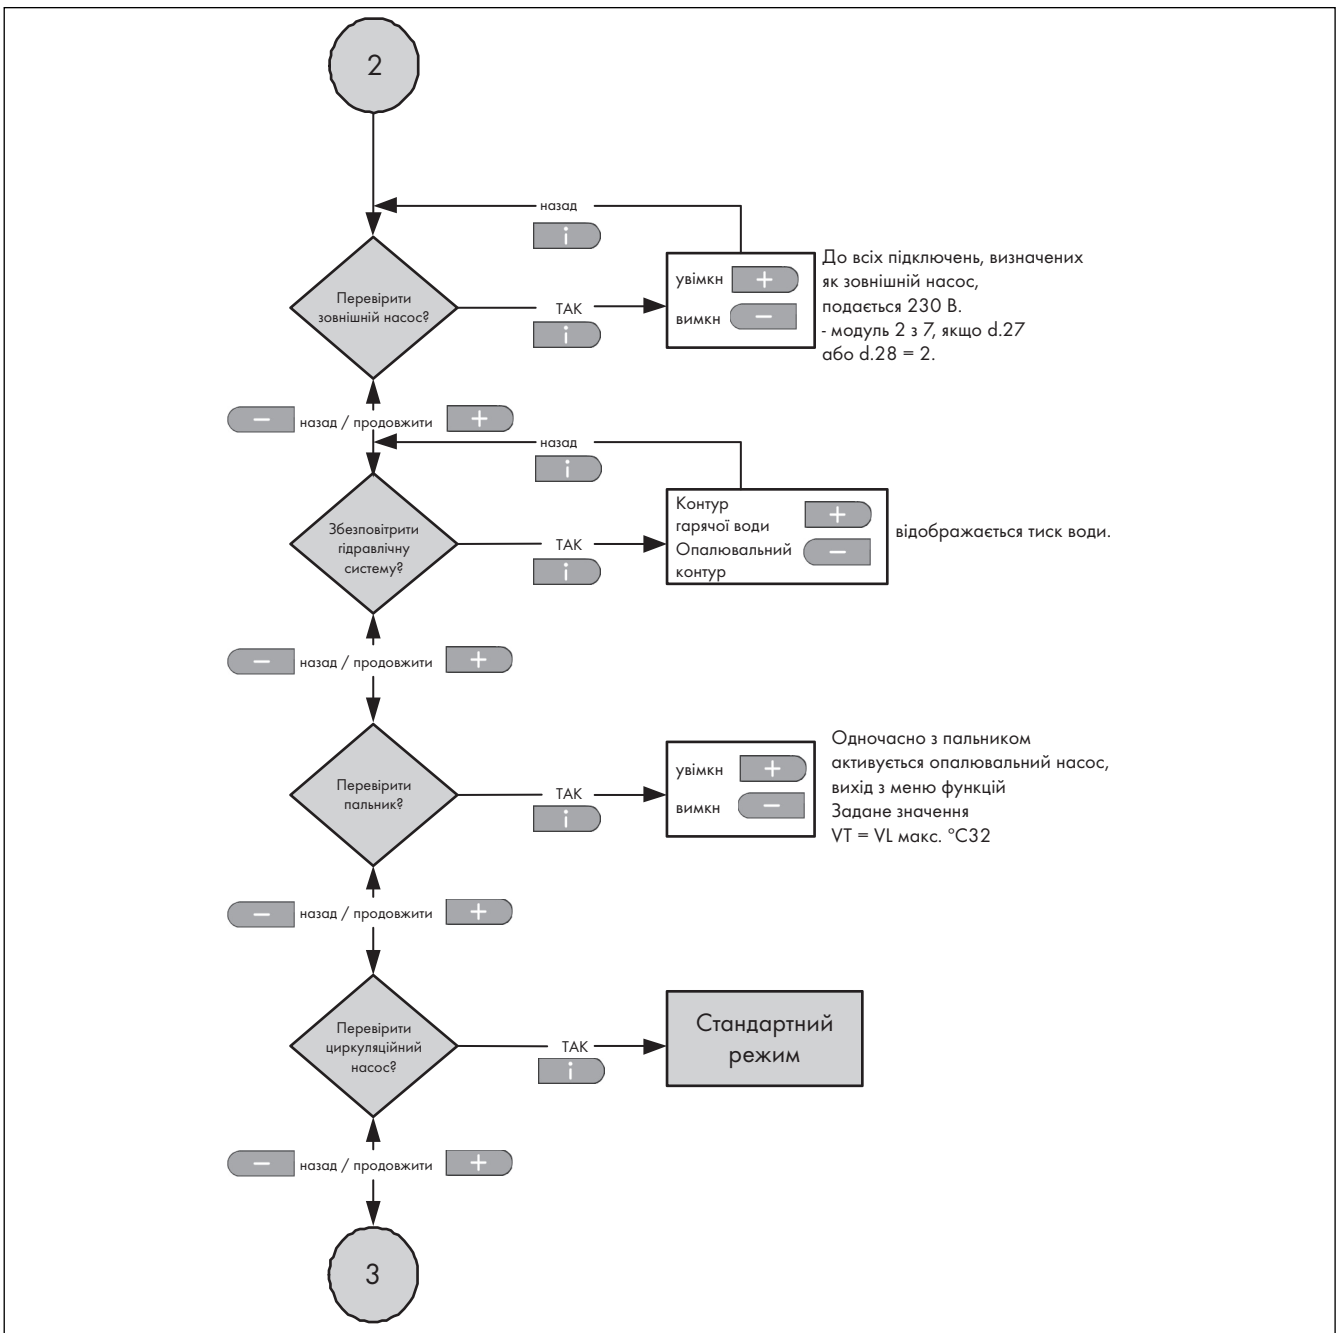 2
назад
i
Перевірити
зовнішній насос?
ТАК
i
увімкн +
вимкн −
До всіх підключень, визначених
як зовнішній насос,
подається 230 В.
- модуль 2 з 7, якщо d.27
або d.28 = 2.
− назад / продовжити +
назад
i
Збезповітрити
гідравлічну
систему?
ТАК
i
Контур
гарячої води +
Опалювальний −
контур
відображається тиск води.
− назад / продовжити +
Перевірити
пальник?
ТАК
i
увімкн +
вимкн −
Одночасно з пальником
активується опалювальний насос,
вихід з меню функцій
Задане значення
VT = VL макс. °C32
− назад / продовжити +
Перевірити
циркуляційний
насос?
ТАК
i
Стандартний
режим
− назад / продовжити +
3